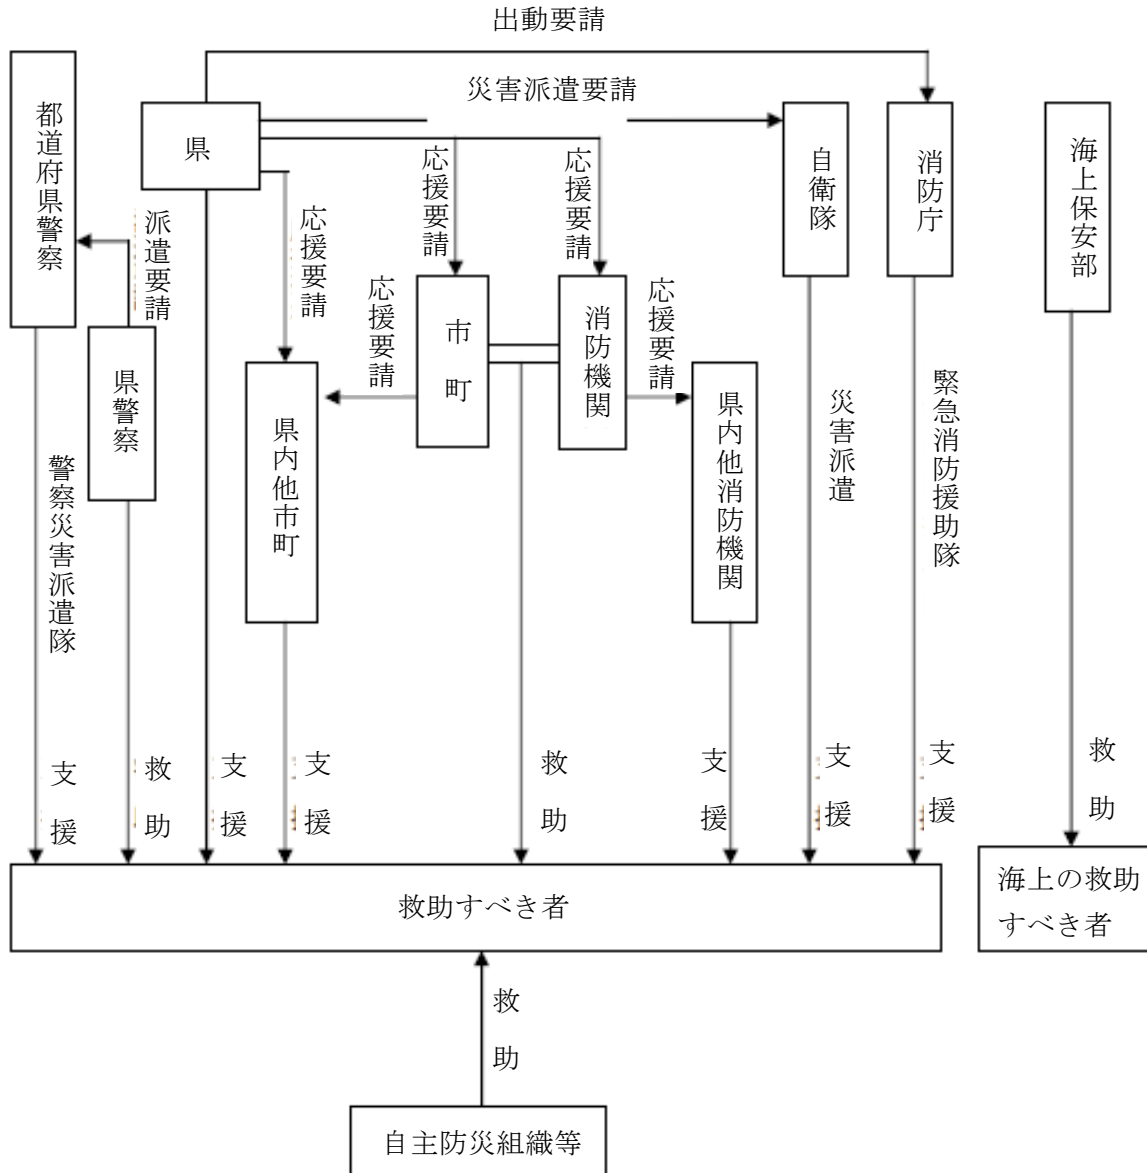 出動要請
災害派遣要請
都道府県警察
県
自衛隊
消防庁
海上保安部
派遣要請
応援要請
応援要請
応援要請
市町
消防機関
応援要請
応援要請
県警察
県内他市町
県内他消防機関
警察災害派遣隊
災害派遣
緊急消防援助隊
支援
救助
支援
支援
救助
支援
支援
支援
救助
救助すべき者
海上の救助
すべき者
救助
自主防災組織等